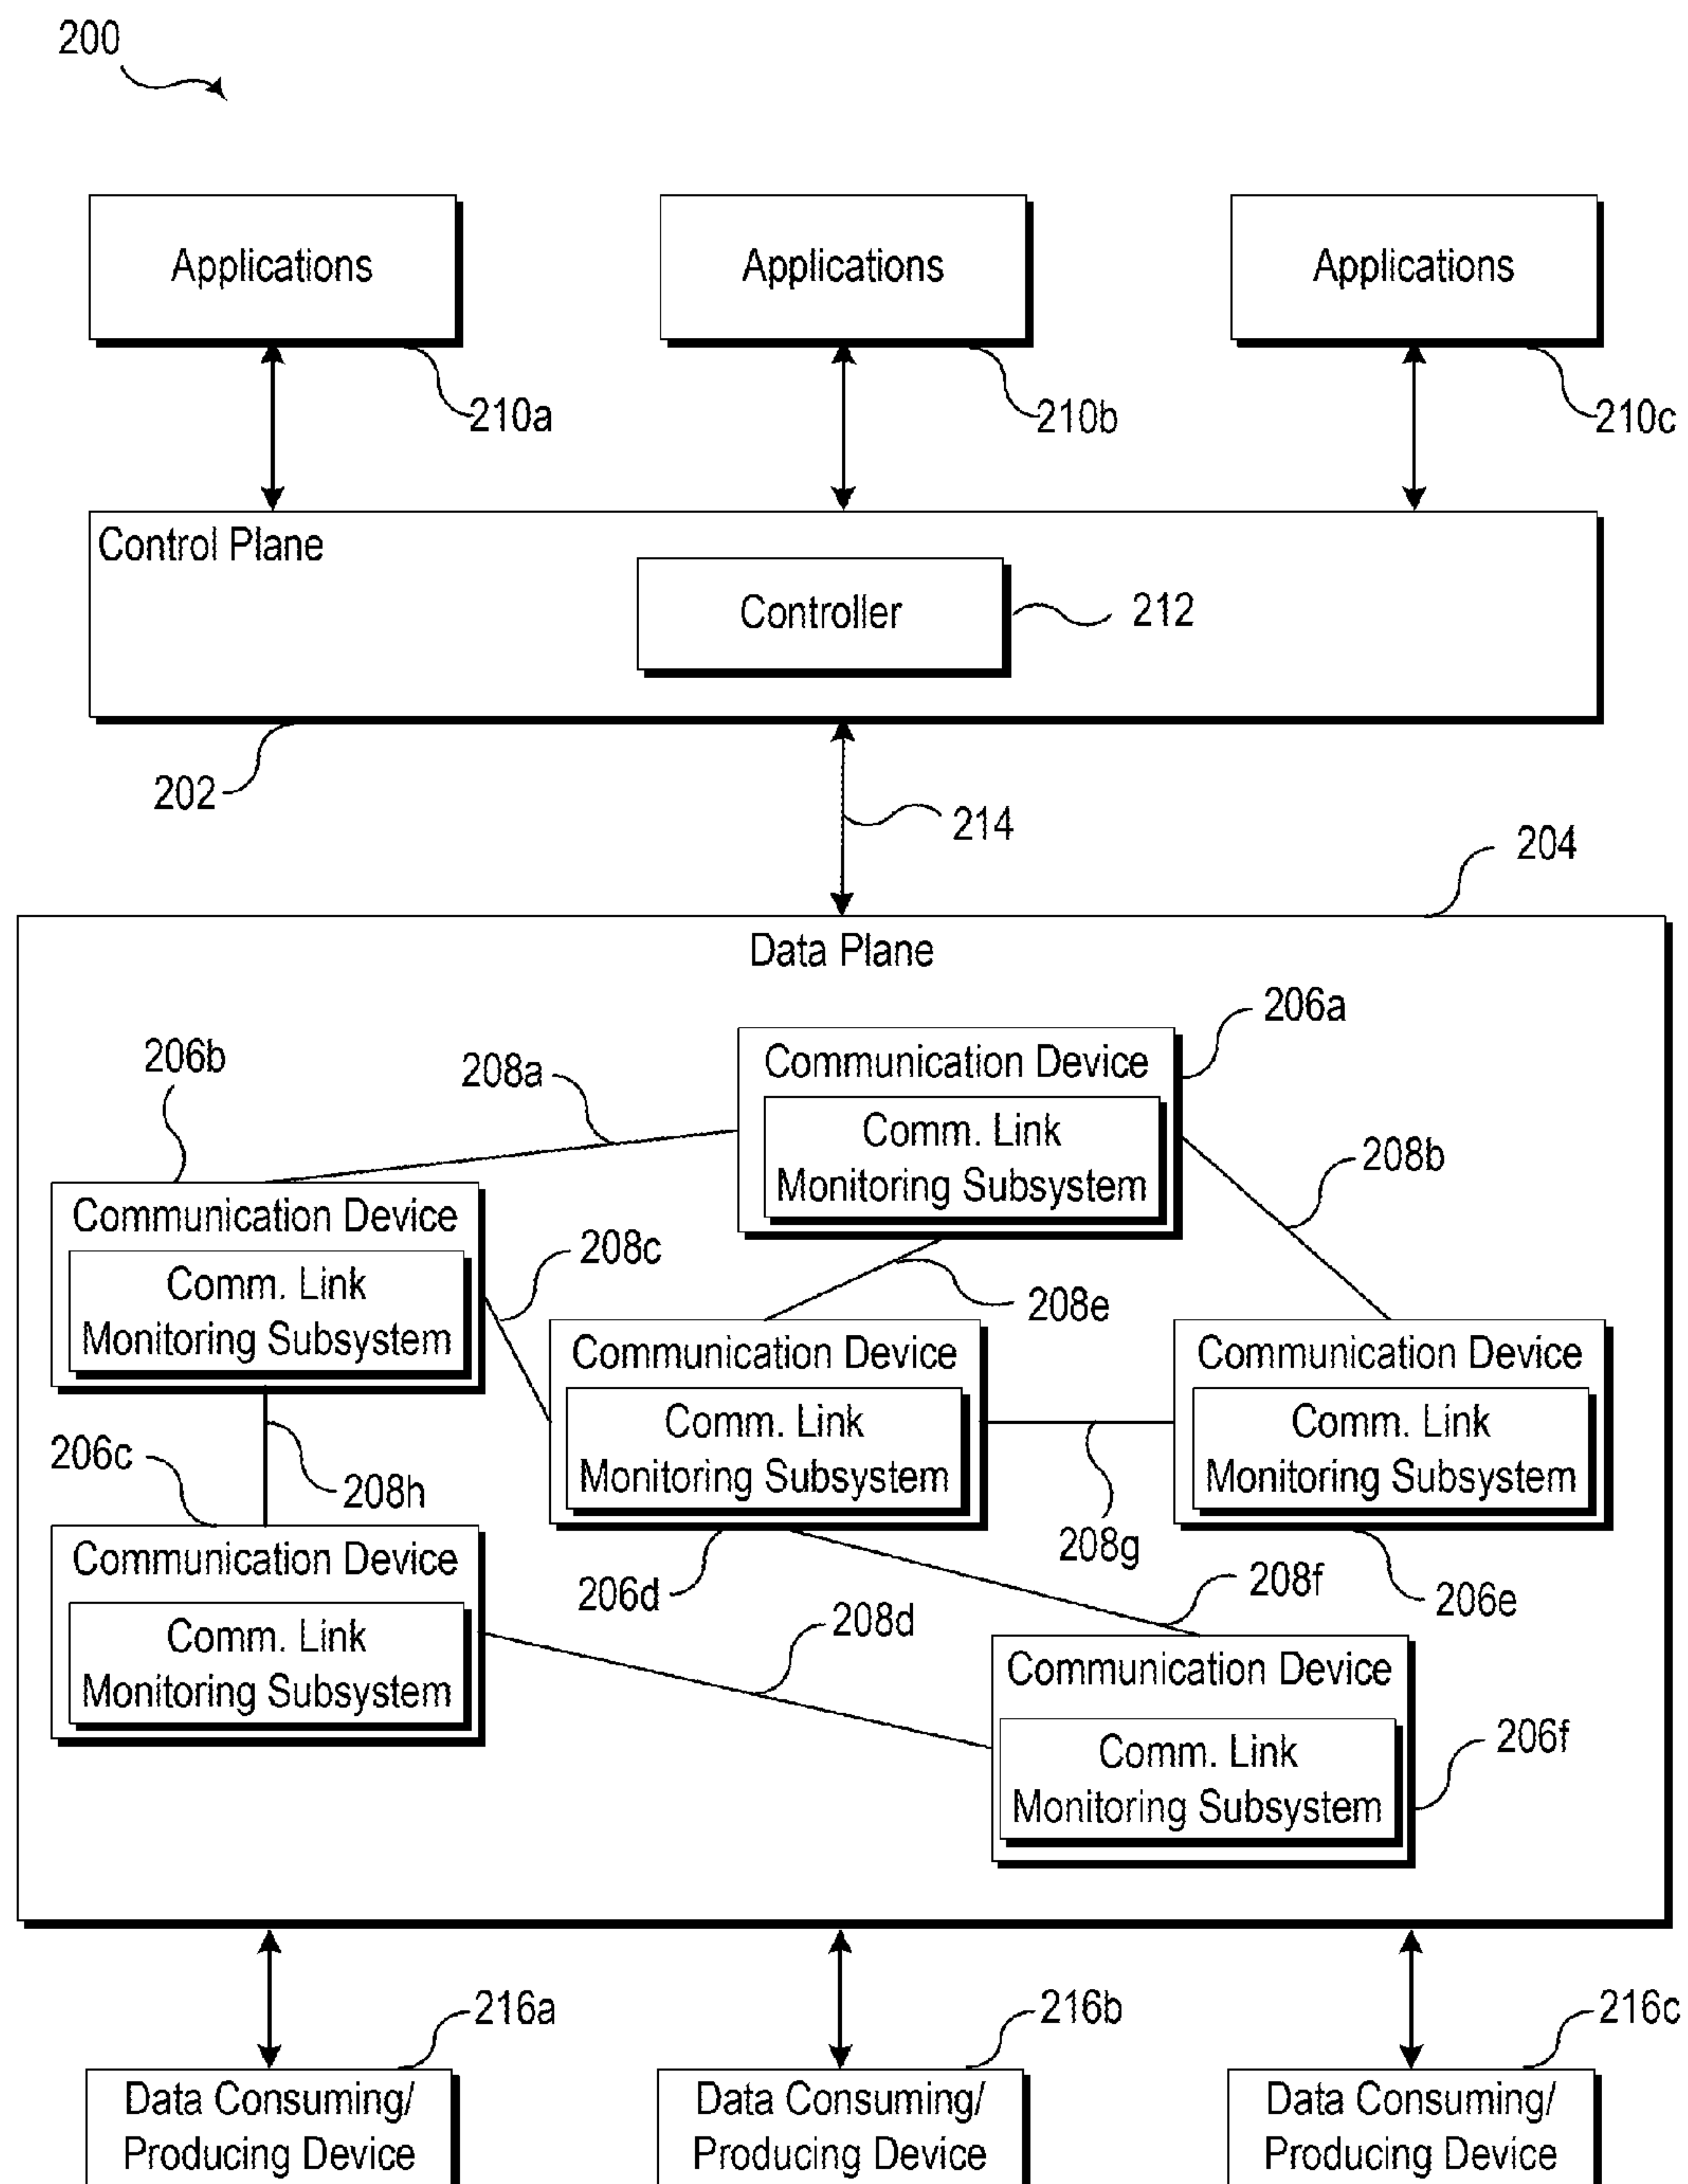 200
Applications
Applications
Applications
210a
210b
210c
Control Plane
Controller
212
202
214
204
Data Plane
206a
206b
208a
Communication Device
Comm. Link
Monitoring Subsystem
208b
Communication Device
Comm. Link
Monitoring Subsystem
208c
208e
Communication Device
Comm. Link
Monitoring Subsystem
Communication Device
Comm. Link
Monitoring Subsystem
206c
208h
208g
206d
208f
206e
Communication Device
Comm. Link
Monitoring Subsystem
208d
Communication Device
Comm. Link
Monitoring Subsystem
206f
216a
216b
216c
Data Consuming/
Producing Device
Data Consuming/
Producing Device
Data Consuming/
Producing Device